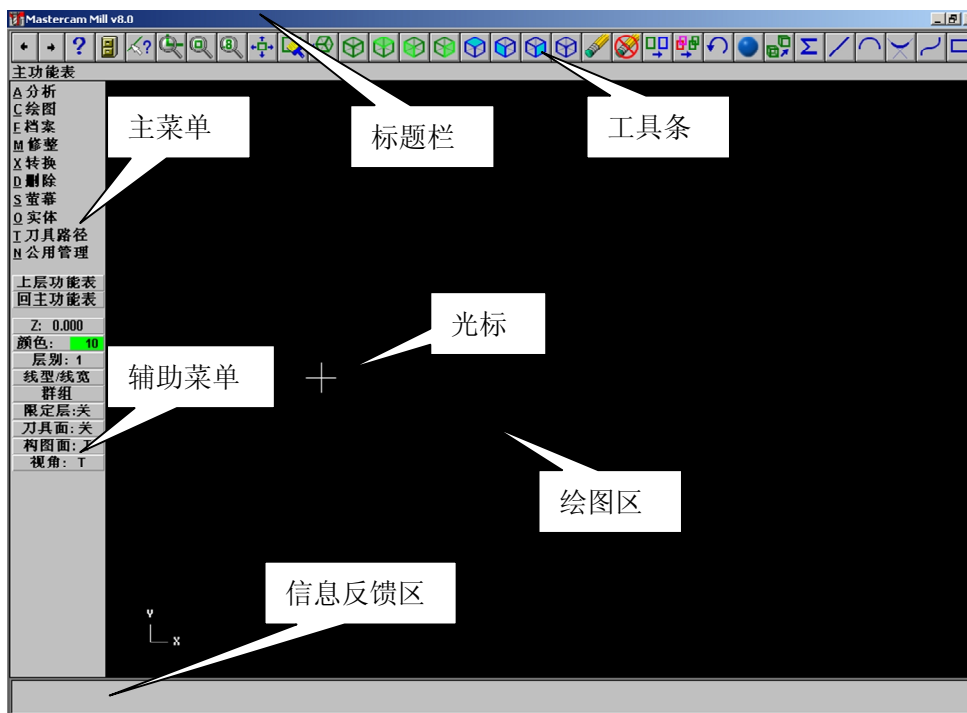 Mastercam Mill v8.0
主功能表
A 分析
C 绘图
F 档案
M 修整
X 转换
D 删除
S 萤幕
O 实体
T 刀具路径
N 公用管理
上层功能表
回主功能表
Z: 0.000
颜色: 10
层别: 1
线型/线宽
群组
限定层:关
刀具面:关
构图面: T
视角: T
主菜单
标题栏
工具条
光标
辅助菜单
绘图区
信息反馈区
Y
X